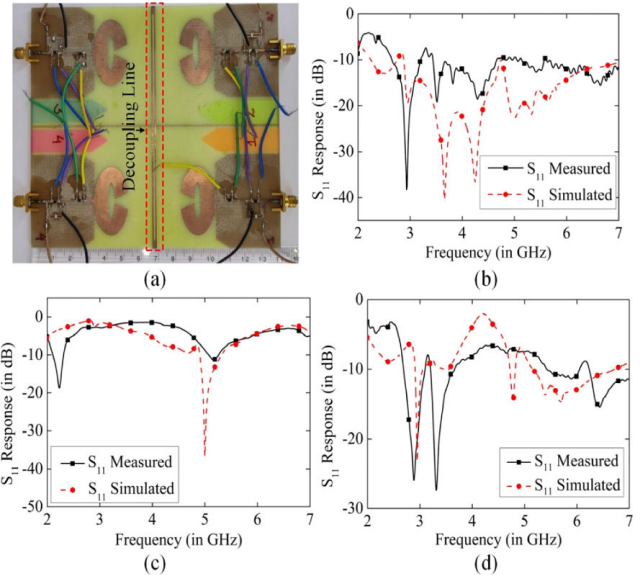 Decoupling Line
(a)
0
-10
-20
-30
-40
S11 Response (in dB)
S11 Measured
S11 Simulated
2 3 4 5 6 7
Frequency (in GHz)
(b)
0
-10
-20
-30
-40
-50
S11 Response (in dB)
S11 Measured
S11 Simulated
2 3 4 5 6 7
Frequency (in GHz)
(c)
0
-10
-20
-30
S11 Response (in dB)
S11 Measured
S11 Simulated
2 3 4 5 6 7
Frequency (in GHz)
(d)